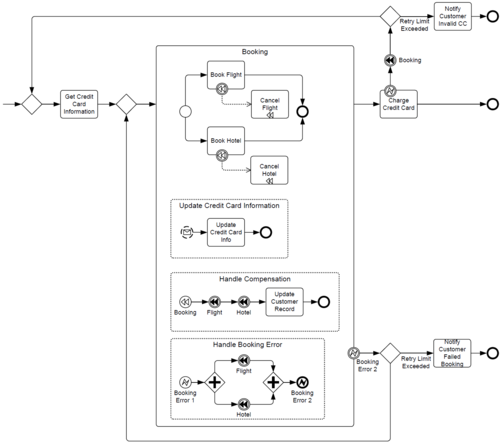 Notify
Customer
Invalid CC
Retry Limit
Exceeded
Booking
Booking
Book Flight
Cancel
Flight
Get Credit
Card
Information
Charge
Credit Card
Book Hotel
Cancel
Hotel
Update Credit Card Information
Update
Credit Card
Info
Handle Compensation
Update
Customer
Record
Booking
Flight
Hotel
Handle Booking Error
Flight
Booking
Error 1
Booking
Error 2
Hotel
Booking
Error 2
Retry Limit
Exceeded
Notify
Customer
Failed
Booking